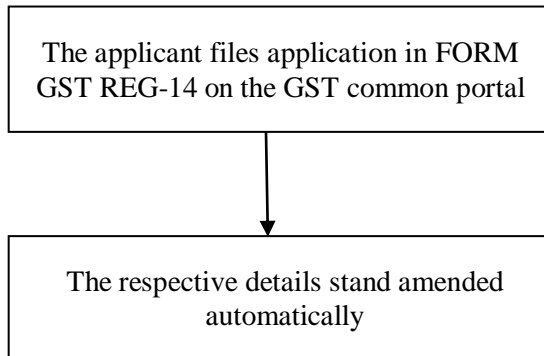 The applicant files application in FORM
GST REG-14 on the GST common portal
The respective details stand amended
automatically